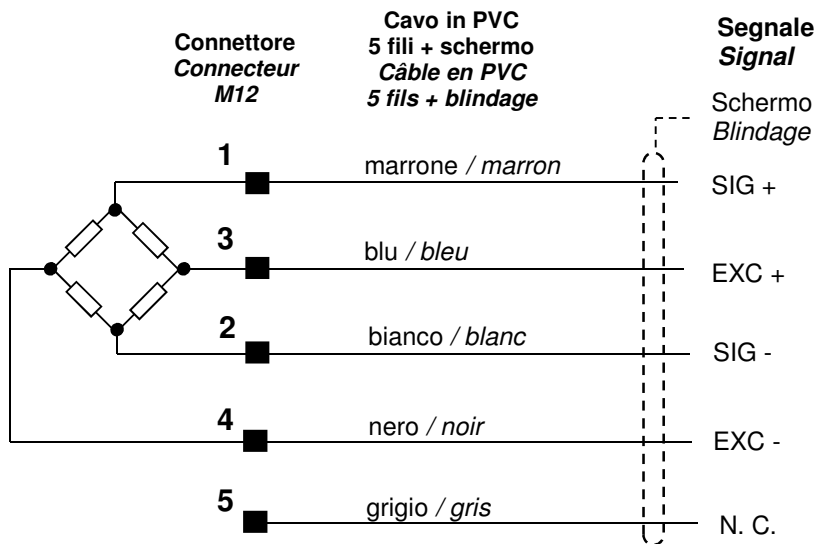 Connettore
Connecteur
M12
Cavo in PVC
5 fili + schermo
Câble en PVC
5 fils + blindage
Segnale
Signal
Schermo
Blindage
1 marrone / marron SIG +
3 blu / bleu EXC +
2 bianco / blanc SIG -
4 nero / noir EXC -
5 grigio / gris N. C.